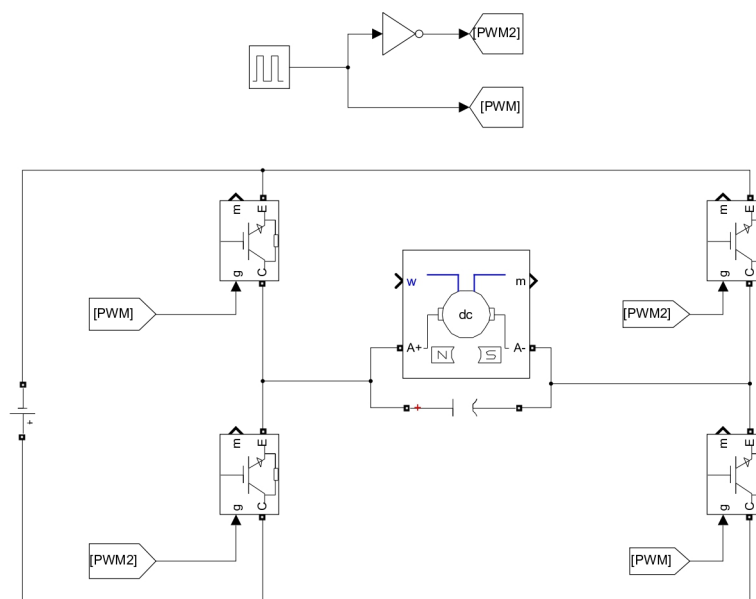 [PWM2]
[PWM]
m E
m E
g C
g C
w m
dc
[PWM]
[PWM2]
A+ N S A-
+
+
m E
m E
g C
g C
[PWM2]
[PWM]